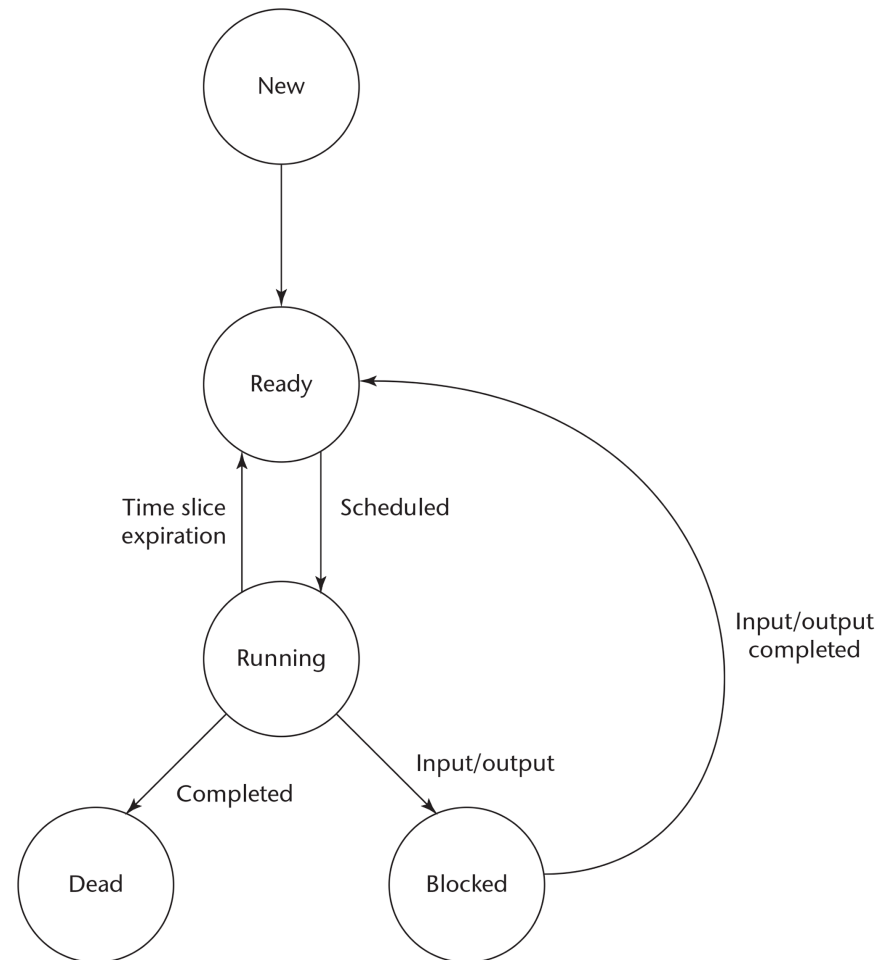 New
Ready
Time slice
expiration
Scheduled
Running
Input/output
completed
Input/output
Completed
Dead
Blocked